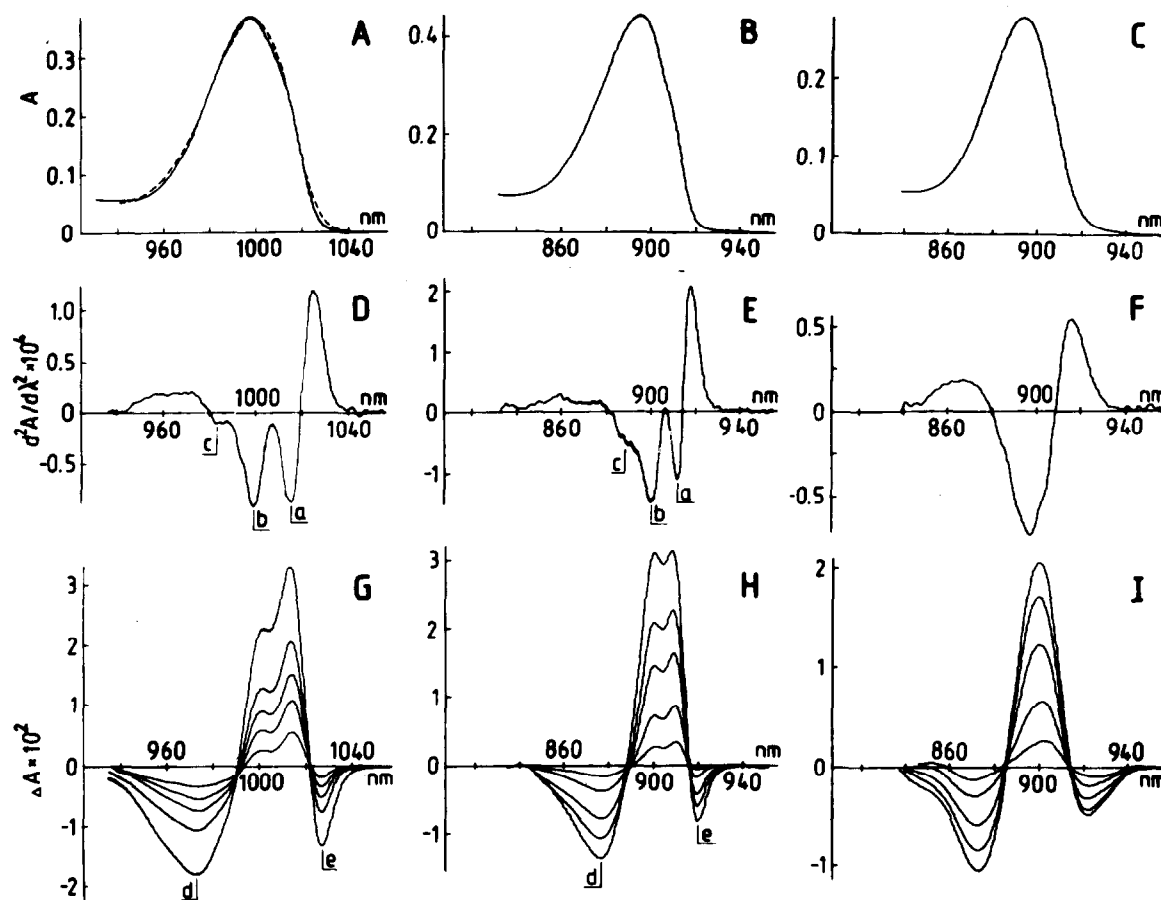 A
B
C
A
0.3
0.2
0.1
0
0.4
0.2
0
0.2
0.1
0
nm
nm
nm
960 1000 1040
860 900 940
860 900 940
D
E
F
d²A/dλ²×10⁴
1.0
0.5
0
-0.5
2
1
0
-1
0.5
0
-0.5
1000
900
900
nm
nm
nm
960 1040
860 940
860 940
c
b
a
c
b
a
G
H
I
ΔA×10²
3
2
1
0
-1
-2
3
2
1
0
-1
2
1
0
-1
960 1040
860
860 940
1000 nm
900 940 nm
900 nm
d
e
d
e